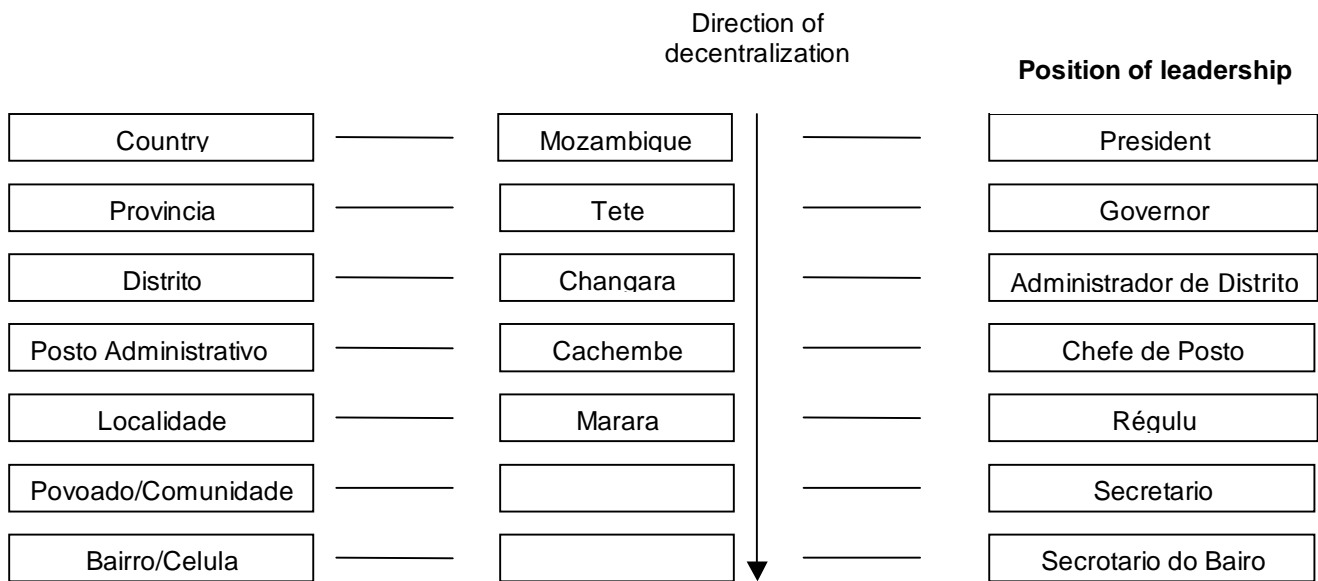 Direction of
decentralization
Position of leadership
Country Mozambique President
Provincia Tete Governor
Distrito Changara Administrador de Distrito
Posto Administrativo Cachembe Chefe de Posto
Localidade Marara Régulu
Povoado/Comunidade Secretario
Bairro/Celula Secrotario do Bairo